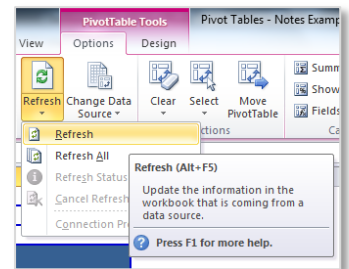 PivotTable Tools
Pivot Tables - Notes Examp
View
Options
Design
Refresh
Change Data
Source
Clear
Select
Move
PivotTable
Summ
Show
Fields
ctions
Ca
Refresh
Refresh All
Refresh Status
Cancel Refresh
Connection Pr
Refresh (Alt+F5)
Update the information in the
workbook that is coming from a
data source.
Press F1 for more help.